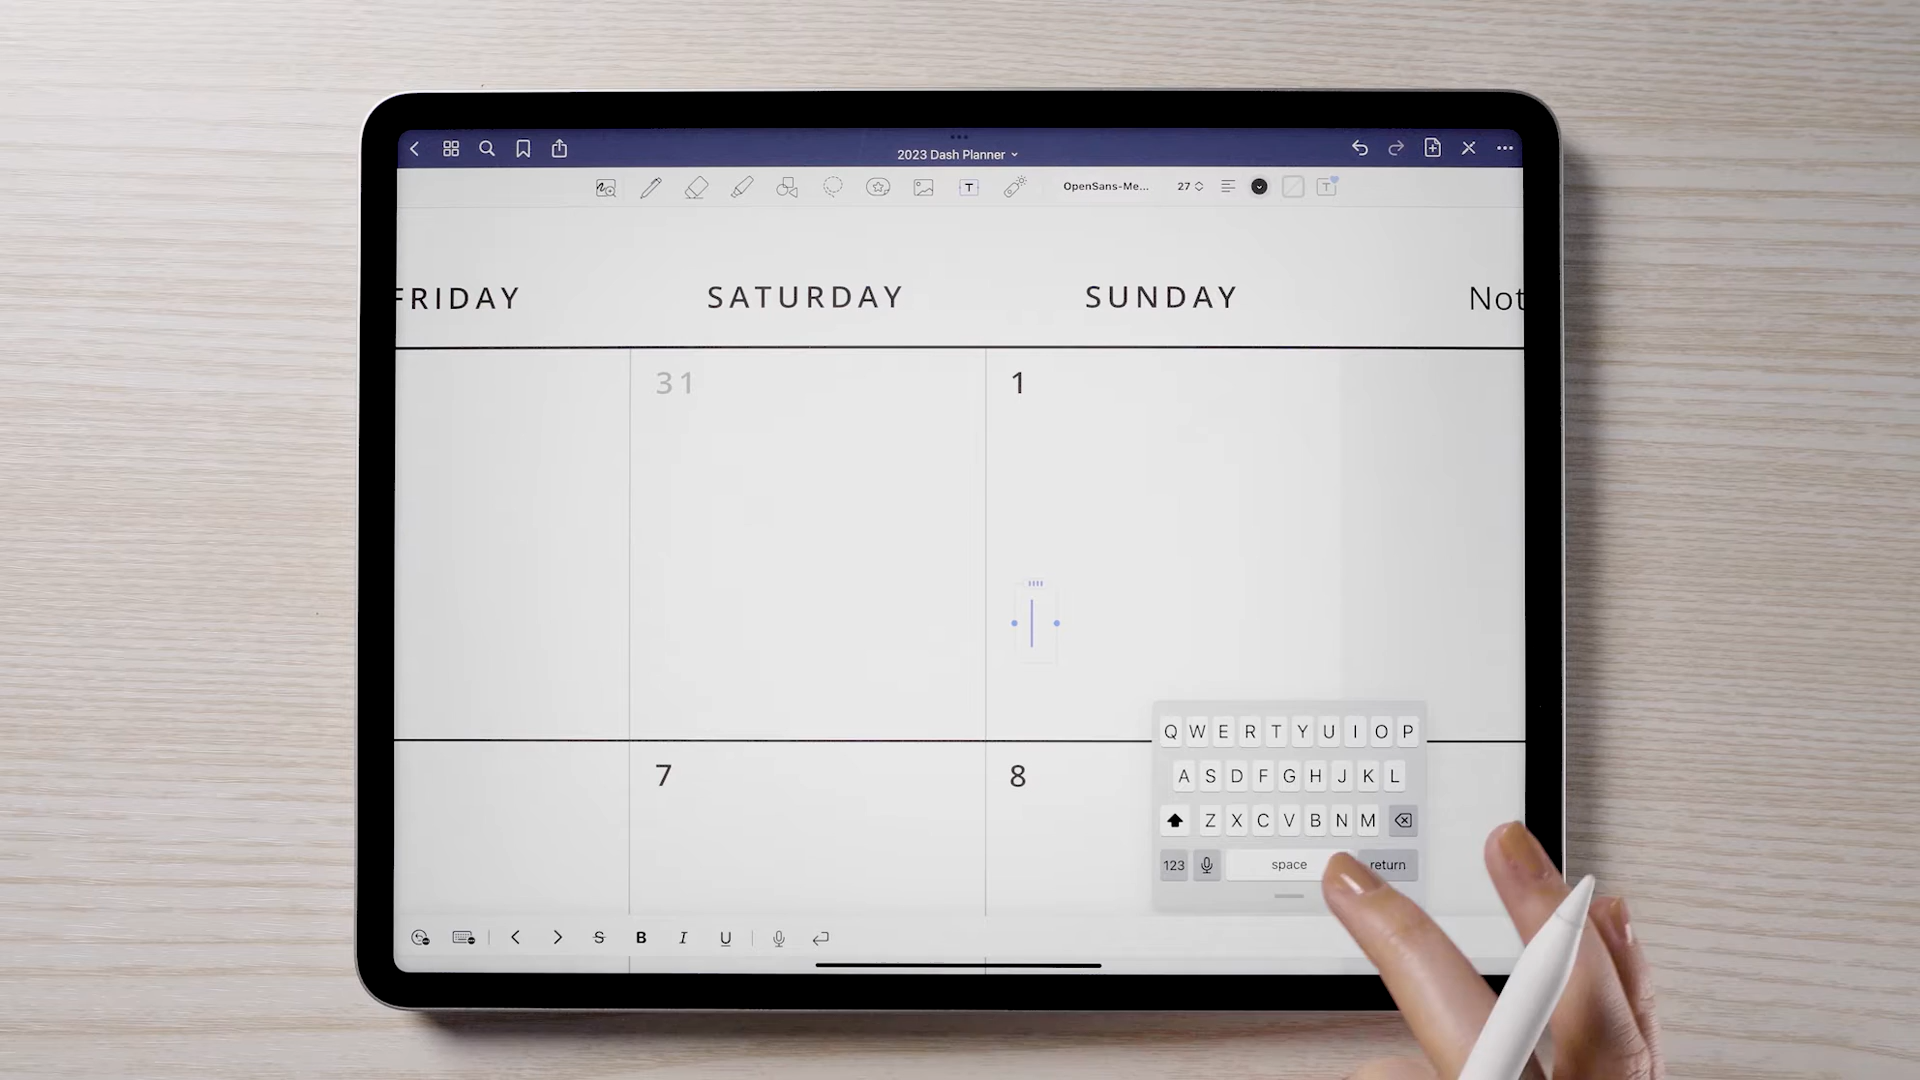 2023 Dash Planner
T OpenSans-Me... 27 T
FRIDAY SATURDAY SUNDAY Not
31 1
7 8
Q W E R T Y U I O P
A S D F G H J K L
Z X C V B N M
123 space return
S B I U